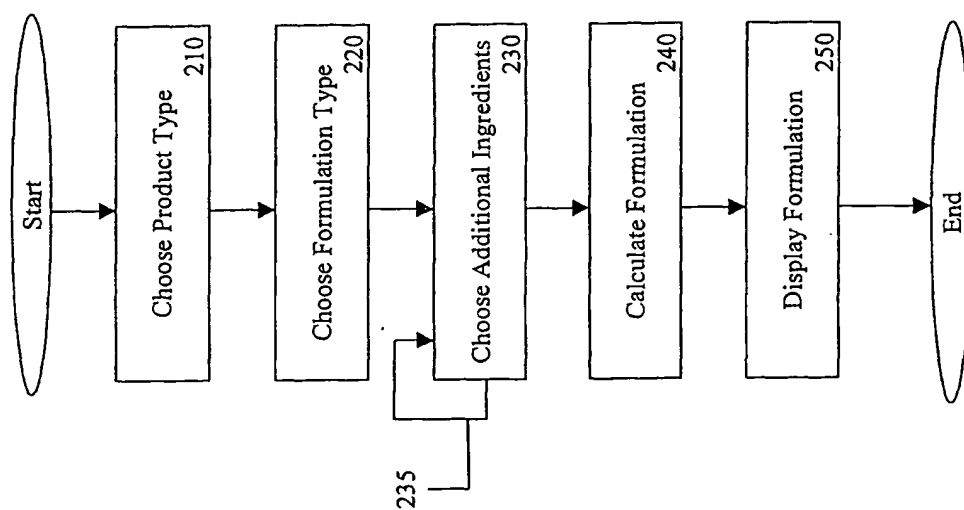 Start
Choose Product Type
210
Choose Formulation Type
220
Choose Additional Ingredients
230
235
Calculate Formulation
240
Display Formulation
250
End